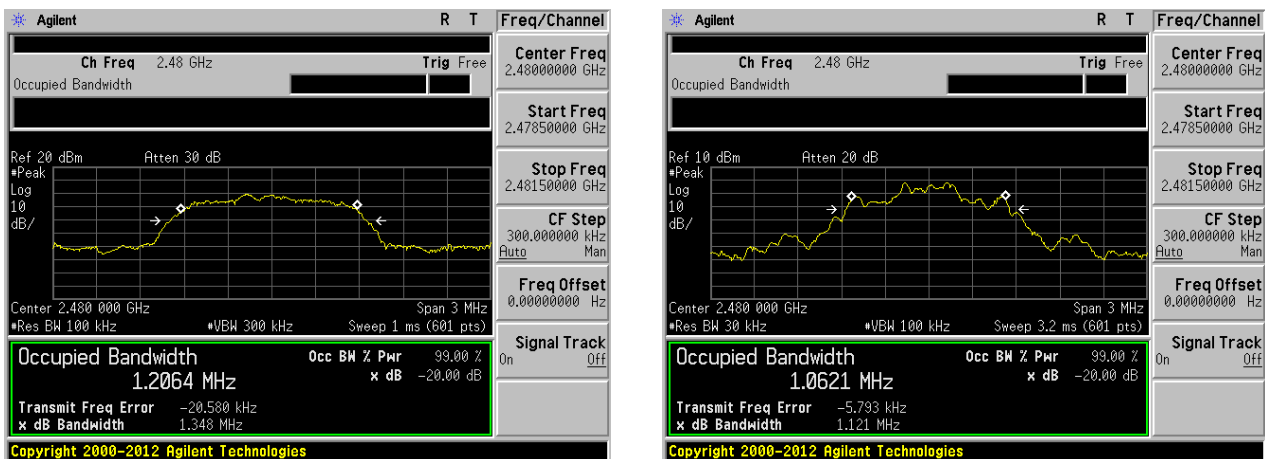 Agilent R T Freq/Channel
Ch Freq 2.48 GHz Trig Free
Occupied Bandwidth
Center Freq
2.48000000 GHz
Start Freq
2.47850000 GHz
Stop Freq
2.48150000 GHz
CF Step
300.000000 kHz
Auto Man
Freq Offset
0.00000000 Hz
Signal Track
On Off
Ref 20 dBm Atten 30 dB
#Peak
Log
10
dB/
Center 2.480 000 GHz Span 3 MHz
#Res BW 100 kHz #VBW 300 kHz Sweep 1 ms (601 pts)
Occupied Bandwidth Occ BW % Pwr 99.00 %
1.2064 MHz x dB -20.00 dB
Transmit Freq Error -20.580 kHz
x dB Bandwidth 1.348 MHz
Copyright 2000-2012 Agilent Technologies
Agilent R T Freq/Channel
Ch Freq 2.48 GHz Trig Free
Occupied Bandwidth
Center Freq
2.48000000 GHz
Start Freq
2.47850000 GHz
Stop Freq
2.48150000 GHz
CF Step
300.000000 kHz
Auto Man
Freq Offset
0.00000000 Hz
Signal Track
On Off
Ref 10 dBm Atten 20 dB
#Peak
Log
10
dB/
Center 2.480 000 GHz Span 3 MHz
#Res BW 30 kHz #VBW 100 kHz Sweep 3.2 ms (601 pts)
Occupied Bandwidth Occ BW % Pwr 99.00 %
1.0621 MHz x dB -20.00 dB
Transmit Freq Error -5.793 kHz
x dB Bandwidth 1.121 MHz
Copyright 2000-2012 Agilent Technologies